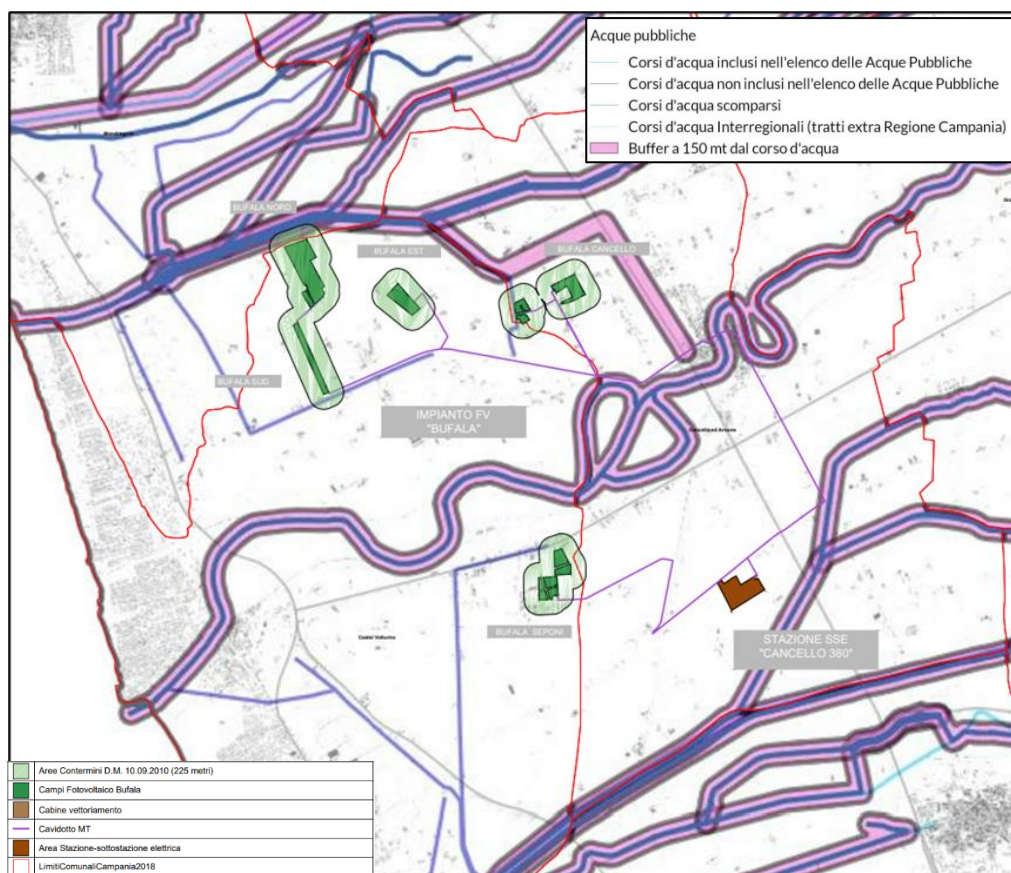 Acque pubbliche
Corsi d'acqua inclusi nell'elenco delle Acque Pubbliche
Corsi d'acqua non inclusi nell'elenco delle Acque Pubbliche
Corsi d'acqua scomparsi
Corsi d'acqua Interregionali (tratti extra Regione Campania)
Buffer a 150 mt dal corso d'acqua
Mondragone
BUFALA NORD
BUFALA EST
BUFALA CANCELLO
BUFALA SUD
IMPIANTO FV
"BUFALA"
BUFALA SEPONI
Castel Volturno
STAZIONE SSE
"CANCELLO 380"
Aree Contermini D.M. 10.09.2010 (225 metri)
Campi Fotovoltaico Bufala
Cabine vettoriamento
Cavidotto MT
Area Stazione-sottostazione elettrica
LimitiComunaliCampania2018